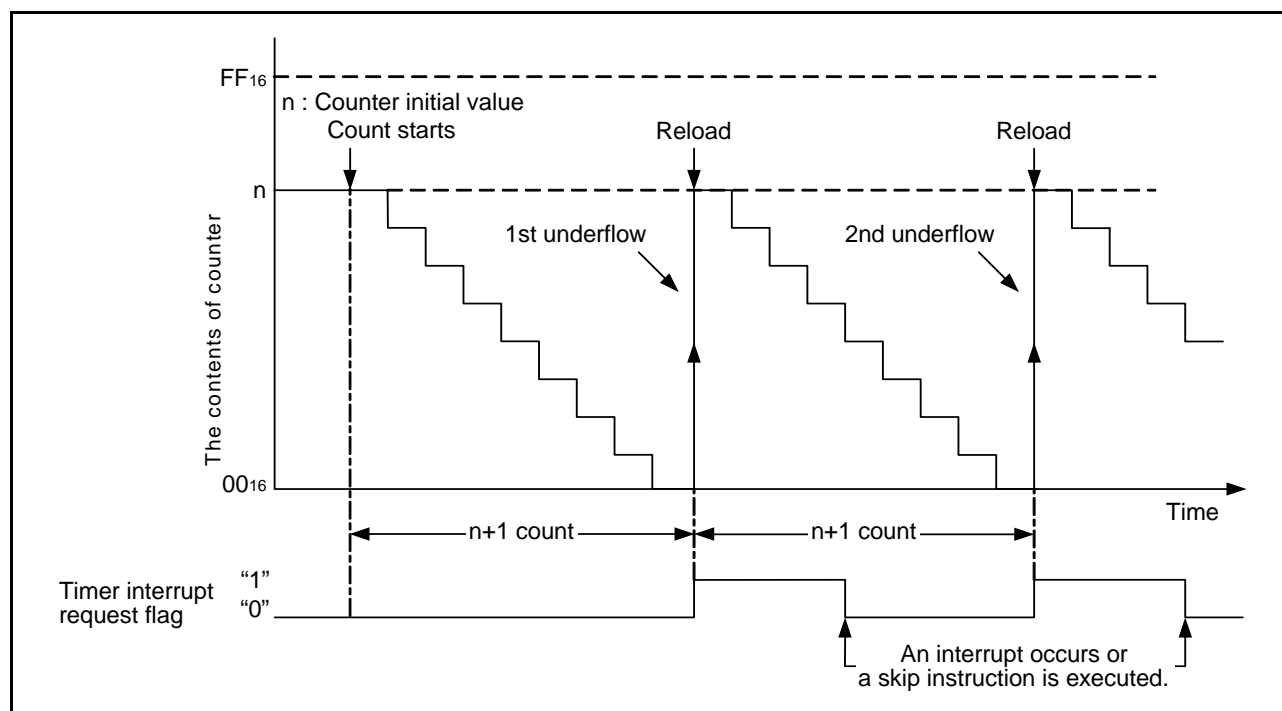 FF16
n : Counter initial value
Count starts
Reload
Reload
n
1st underflow
2nd underflow
The contents of counter
0016
Time
n+1 count
n+1 count
Timer interrupt
request flag
“1”
“0”
An interrupt occurs or
a skip instruction is executed.